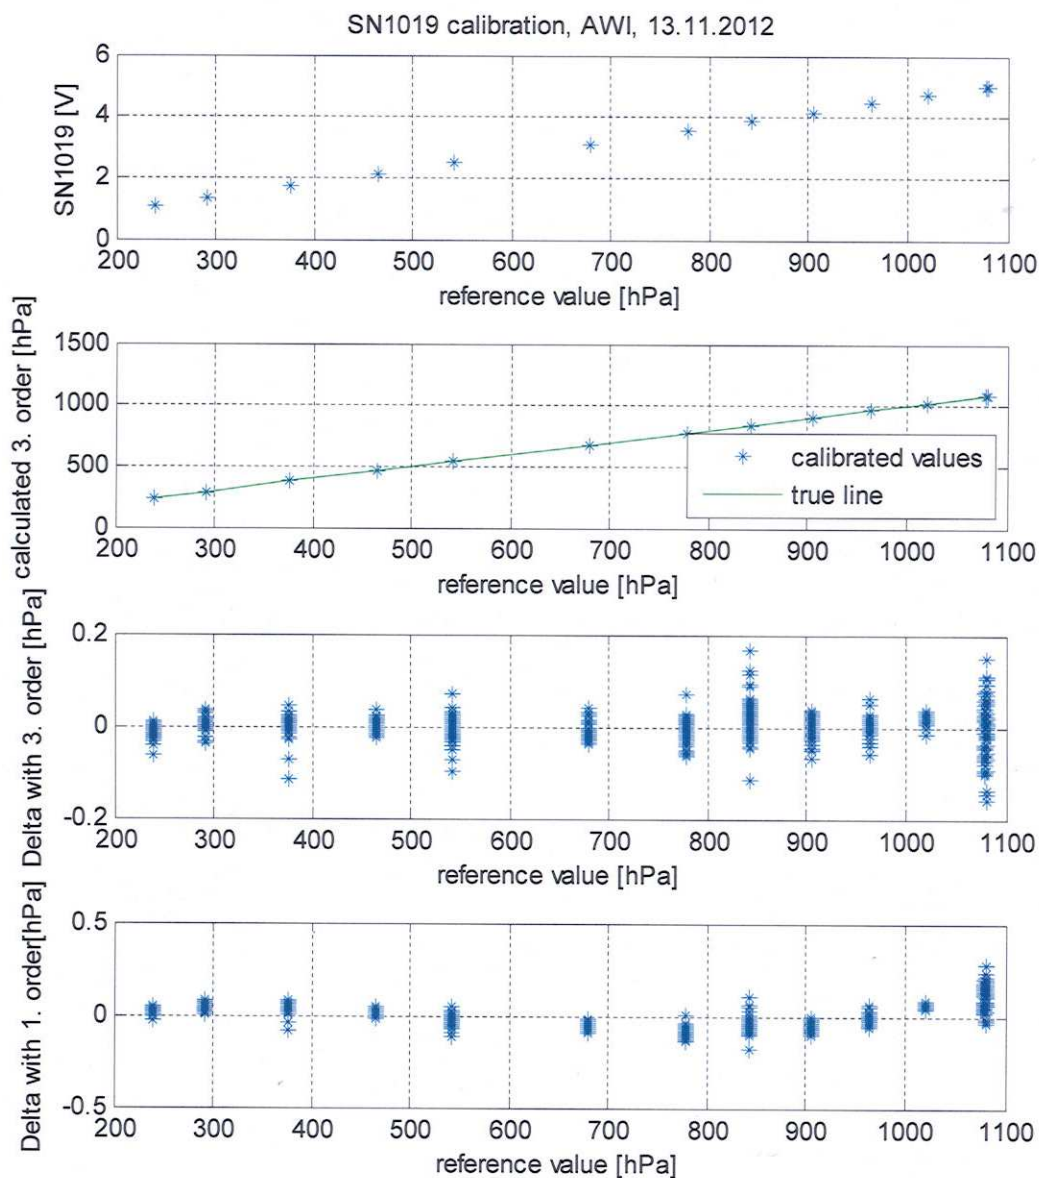 SN1019 calibration, AWI, 13.11.2012
SN1019 [V]
6
4
2
0
200 300 400 500 600 700 800 900 1000 1100
reference value [hPa]
calculated 3. order [hPa]
1500
1000
500
0
calibrated values
true line
200 300 400 500 600 700 800 900 1000 1100
reference value [hPa]
Delta with 3. order [hPa]
0.2
0
-0.2
200 300 400 500 600 700 800 900 1000 1100
reference value [hPa]
Delta with 1. order[hPa]
0.5
0
-0.5
200 300 400 500 600 700 800 900 1000 1100
reference value [hPa]